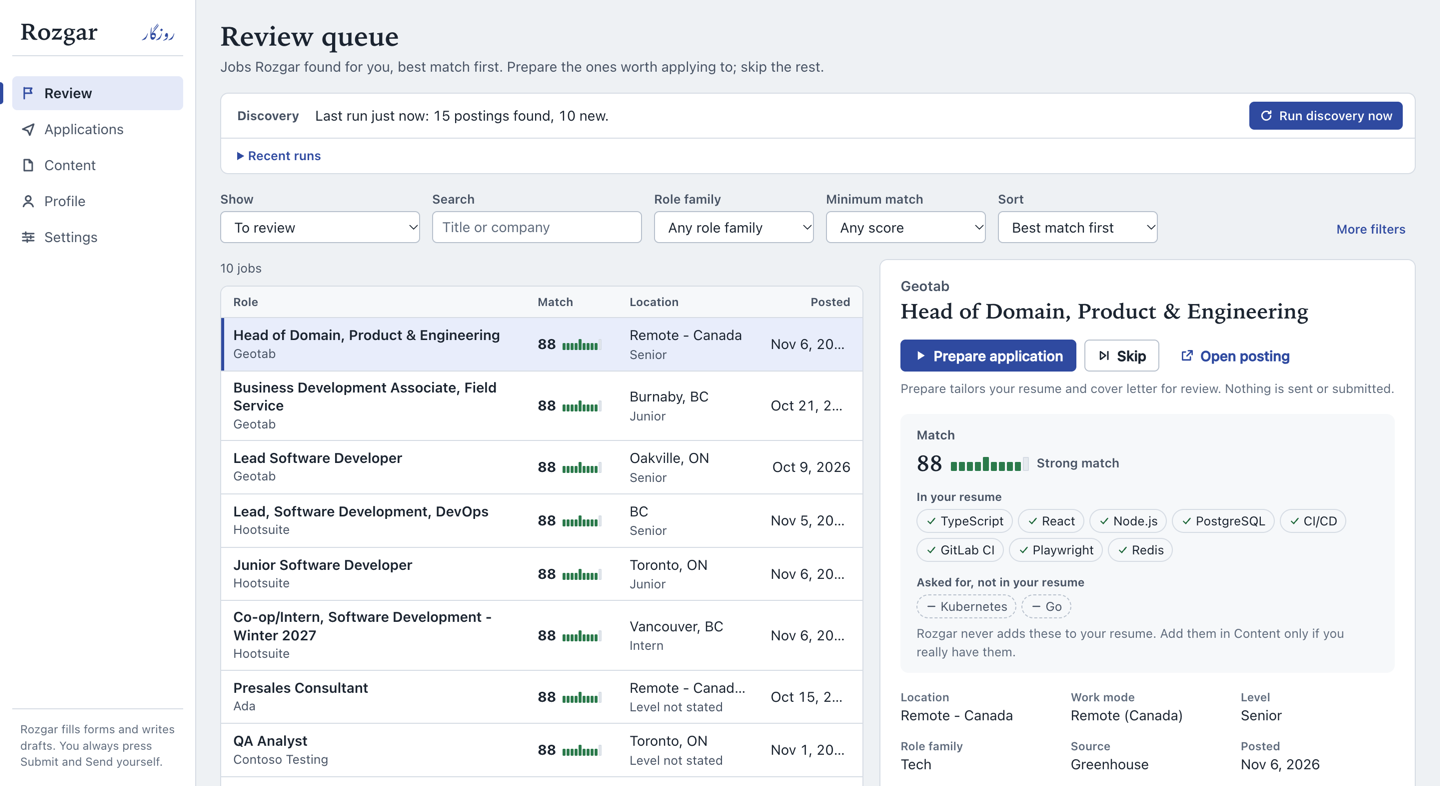 Rozgar
روزگار
Review
Applications
Content
Profile
Settings
Rozgar fills forms and writes
drafts. You always press
Submit and Send yourself.
Review queue
Jobs Rozgar found for you, best match first. Prepare the ones worth applying to; skip the rest.
Discovery Last run just now: 15 postings found, 10 new.
Run discovery now
Recent runs
Show Search Role family Minimum match Sort
To review Title or company Any role family Any score Best match first
More filters
10 jobs
Role Match Location Posted
Head of Domain, Product & Engineering
Geotab
88
Remote - Canada
Senior
Nov 6, 20...
Business Development Associate, Field
Service
Geotab
88
Burnaby, BC
Junior
Oct 21, 2...
Lead Software Developer
Geotab
88
Oakville, ON
Senior
Oct 9, 2026
Lead, Software Development, DevOps
Hootsuite
88
BC
Senior
Nov 5, 20...
Junior Software Developer
Hootsuite
88
Toronto, ON
Junior
Nov 6, 20...
Co-op/Intern, Software Development -
Winter 2027
Hootsuite
88
Vancouver, BC
Intern
Nov 6, 20...
Presales Consultant
Ada
88
Remote - Canad...
Level not stated
Oct 15, 2...
QA Analyst
Contoso Testing
88
Toronto, ON
Level not stated
Nov 1, 20...
Geotab
Head of Domain, Product & Engineering
Prepare application Skip Open posting
Prepare tailors your resume and cover letter for review. Nothing is sent or submitted.
Match
88 Strong match
In your resume
TypeScript React Node.js PostgreSQL CI/CD
GitLab CI Playwright Redis
Asked for, not in your resume
Kubernetes Go
Rozgar never adds these to your resume. Add them in Content only if you
really have them.
Location Work mode Level
Remote - Canada Remote (Canada) Senior
Role family Source Posted
Tech Greenhouse Nov 6, 2026